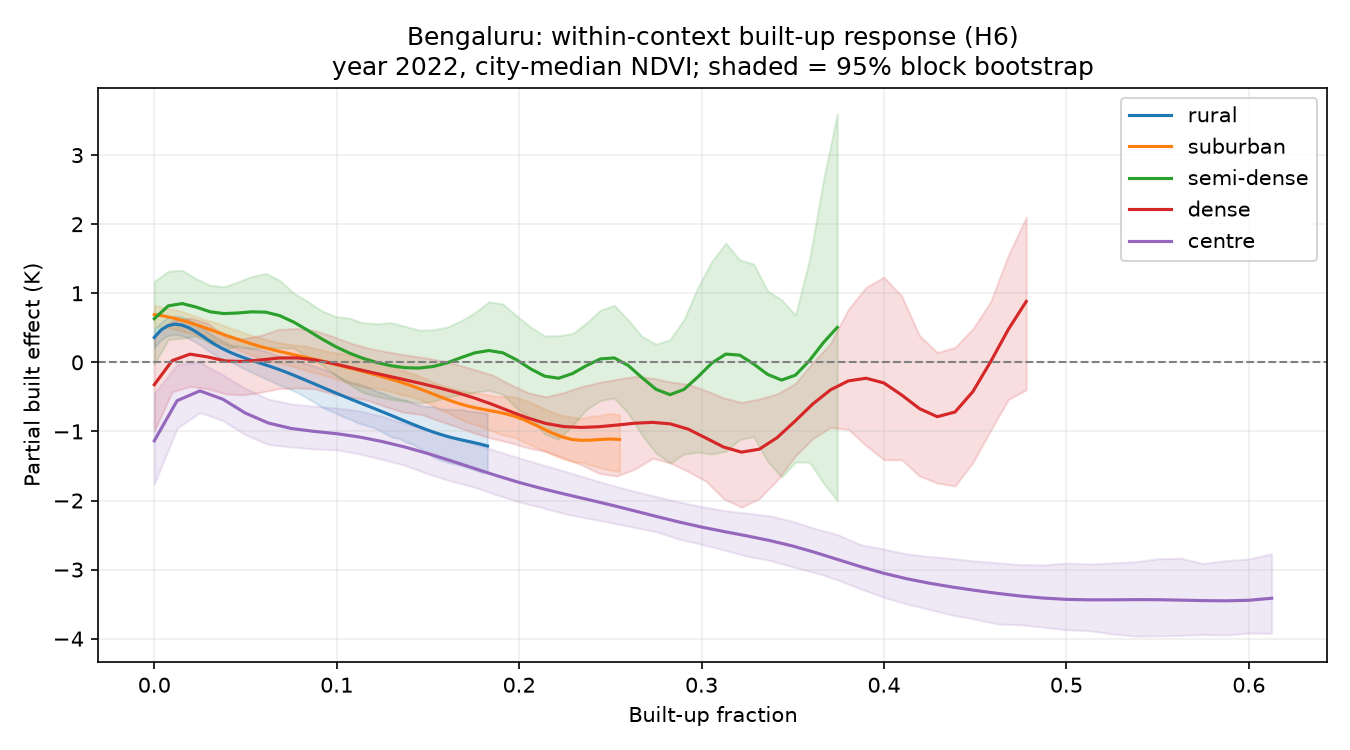 Bengaluru: within-context built-up response (H6)
year 2022, city-median NDVI; shaded = 95% block bootstrap
rural
suburban
semi-dense
dense
centre
Partial built effect (K)
3
2
1
0
−1
−2
−3
−4
0.0 0.1 0.2 0.3 0.4 0.5 0.6
Built-up fraction